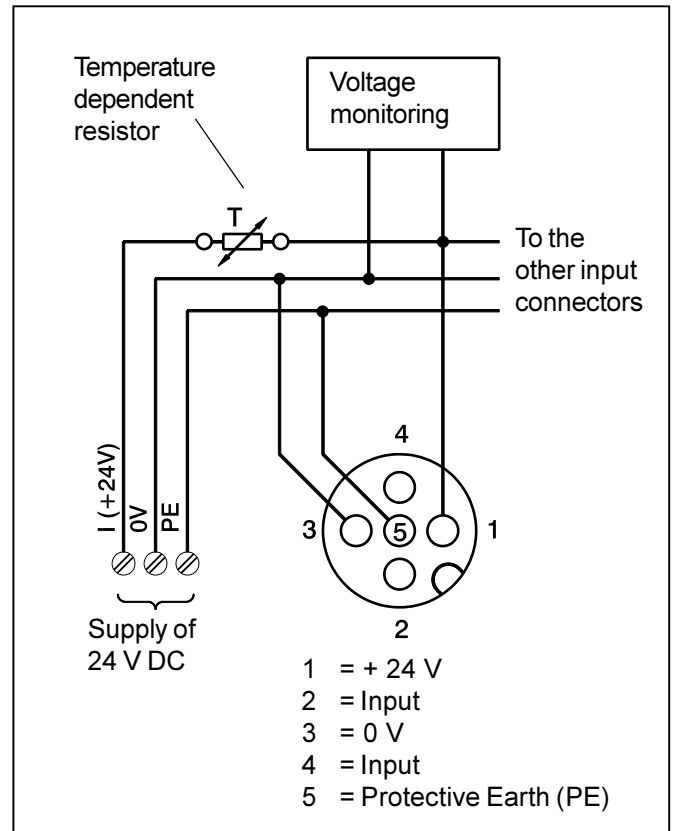 Temperature
dependent
resistor
Voltage
monitoring
T
To the
other input
connectors
I (+24V)
0V
PE
4
3
5
1
2
Supply of
24 V DC
1 = + 24 V
2 = Input
3 = 0 V
4 = Input
5 = Protective Earth (PE)